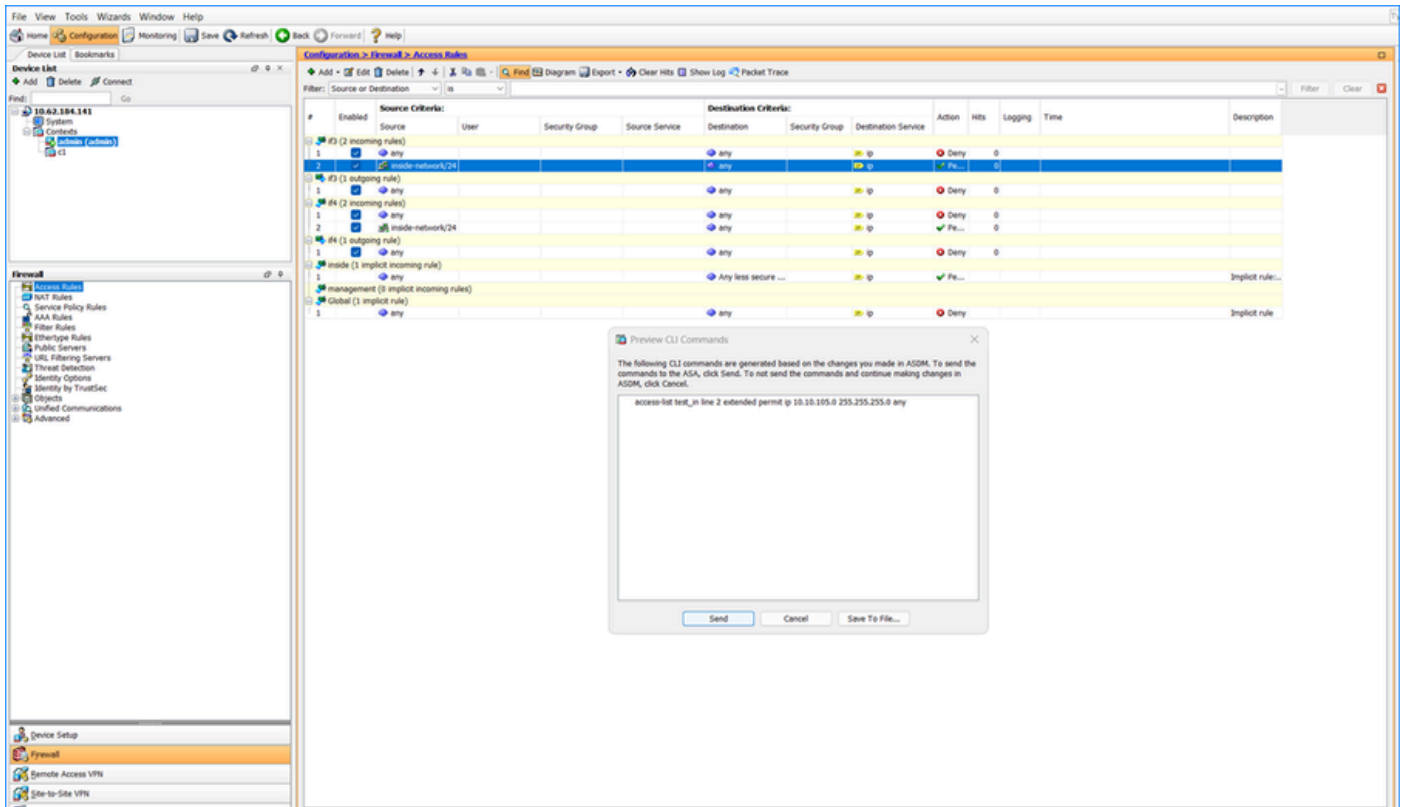 File View Tools Wizards Window Help
Home Configuration Monitoring Save Refresh Back Forward Help
Device List Bookmarks
Device List
Add Delete Connect
Find: Go
10.62.184.141
System
Contexts
admin (admin)
c1
Firewall
Access Rules
NAT Rules
Service Policy Rules
AAA Rules
Filter Rules
Ethertype Rules
Public Servers
URL Filtering Servers
Threat Detection
Identity Options
Identity by TrustSec
Objects
Unified Communications
Advanced
Device Setup
Firewall
Remote Access VPN
Site-to-Site VPN
Configuration > Firewall > Access Rules
Add Edit Delete Find Diagram Export Clear Hits Show Log Packet Trace
Filter: Source or Destination is Filter Clear
# Enabled Source Criteria: Destination Criteria: Action Hits Logging Time Description
Source User Security Group Source Service Destination Security Group Destination Service
if3 (2 incoming rules)
1 any any ip Deny 0
2 inside-network/24 any ip Pe... 0
if3 (1 outgoing rule)
1 any any ip Deny 0
if4 (2 incoming rules)
1 any any ip Deny 0
2 inside-network/24 any ip Pe... 0
if4 (1 outgoing rule)
1 any any ip Deny 0
inside (1 implicit incoming rule)
1 any Any less secure ... ip Pe... Implicit rule:...
management (0 implicit incoming rules)
Global (1 implicit rule)
1 any any ip Deny Implicit rule
Preview CLI Commands
The following CLI commands are generated based on the changes you made in ASDM. To send the
commands to the ASA, click Send. To not send the commands and continue making changes in
ASDM, click Cancel.
access-list test_in line 2 extended permit ip 10.10.105.0 255.255.255.0 any
Send Cancel Save To File...